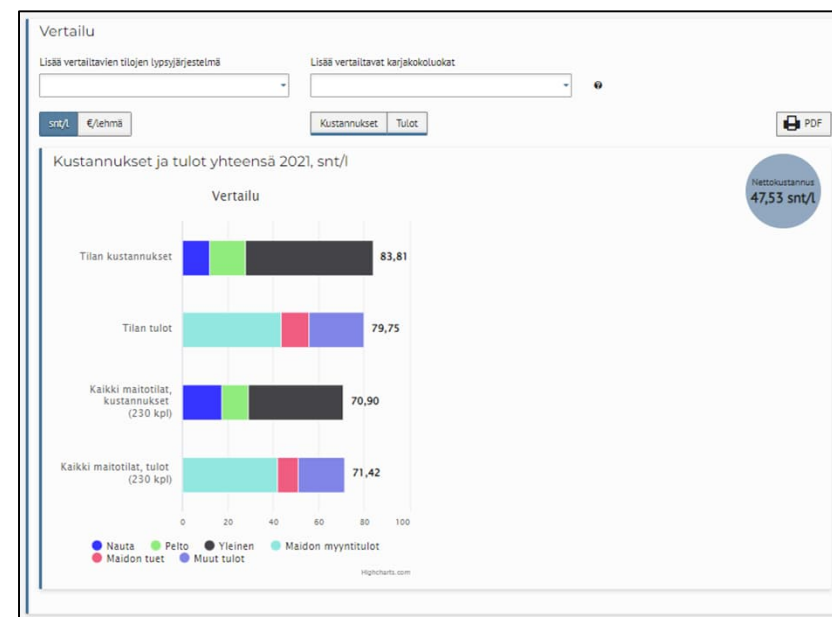 Vertailu
Lisää vertailtavien tilojen lypsyjärjestelmä
Lisää vertailtavat karjakokoluokat
?
snt/l €/lehmä
Kustannukset Tulot
PDF
Kustannukset ja tulot yhteensä 2021, snt/l
Nettokustannus
47,53 snt/l
Vertailu
Tilan kustannukset
83,81
Tilan tulot
79,75
Kaikki maitotilat,
kustannukset
(230 kpl)
70,90
Kaikki maitotilat, tulot
(230 kpl)
71,42
0 20 40 60 80 100
Nauta Pelto Yleinen Maidon myyntitulot
Maidon tuet Muut tulot
Highcharts.com